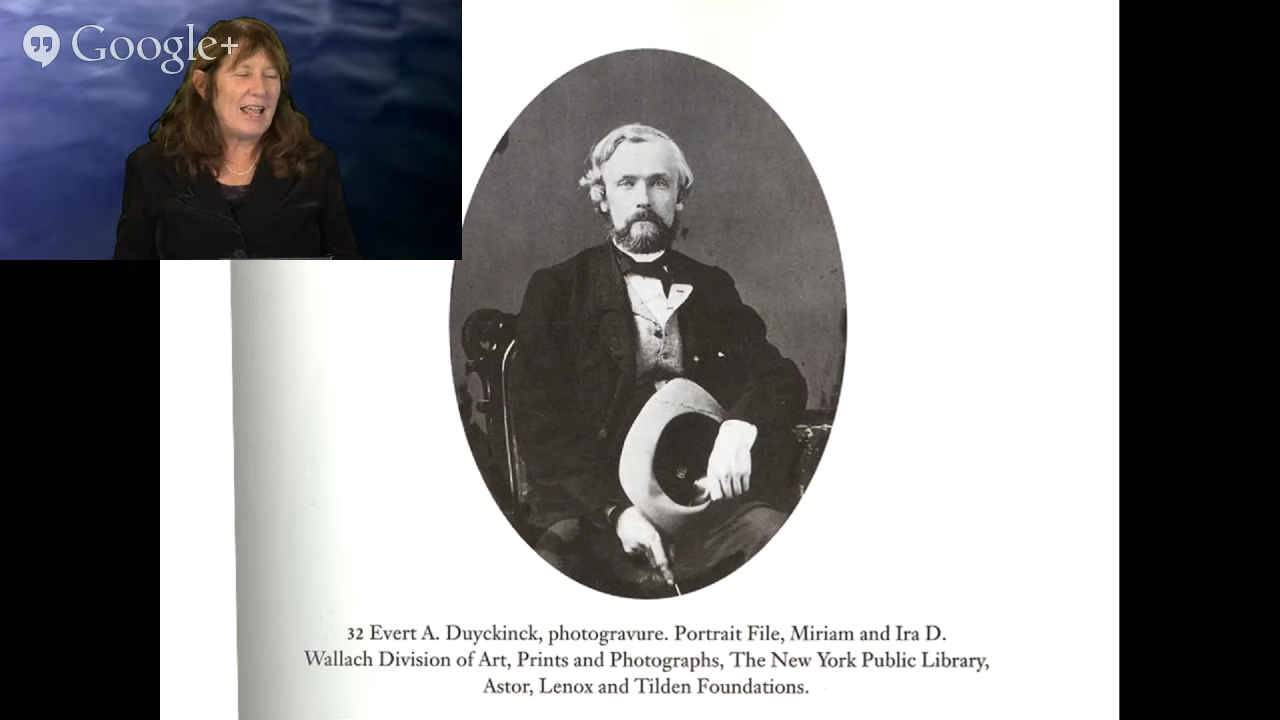 Google+
32 Evert A. Duyckinck, photogravure. Portrait File, Miriam and Ira D.
Wallach Division of Art, Prints and Photographs, The New York Public Library,
Astor, Lenox and Tilden Foundations.